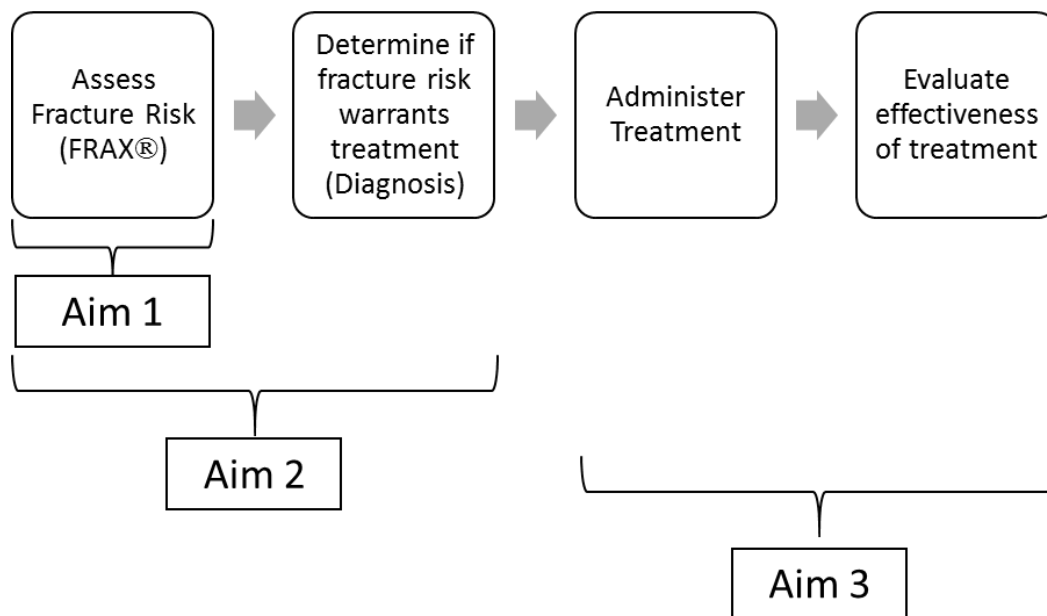 Assess
Fracture Risk
(FRAX®)
Determine if
fracture risk
warrants
treatment
(Diagnosis)
Administer
Treatment
Evaluate
effectiveness
of treatment
Aim 1
Aim 2
Aim 3